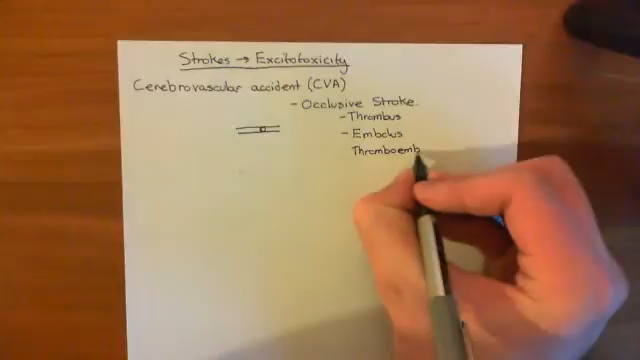 Strokes → Excitotoxicity
Cerebrovascular accident (CVA)
- Occlusive Stroke.
- Thrombus
- Embolus
Thromboemb